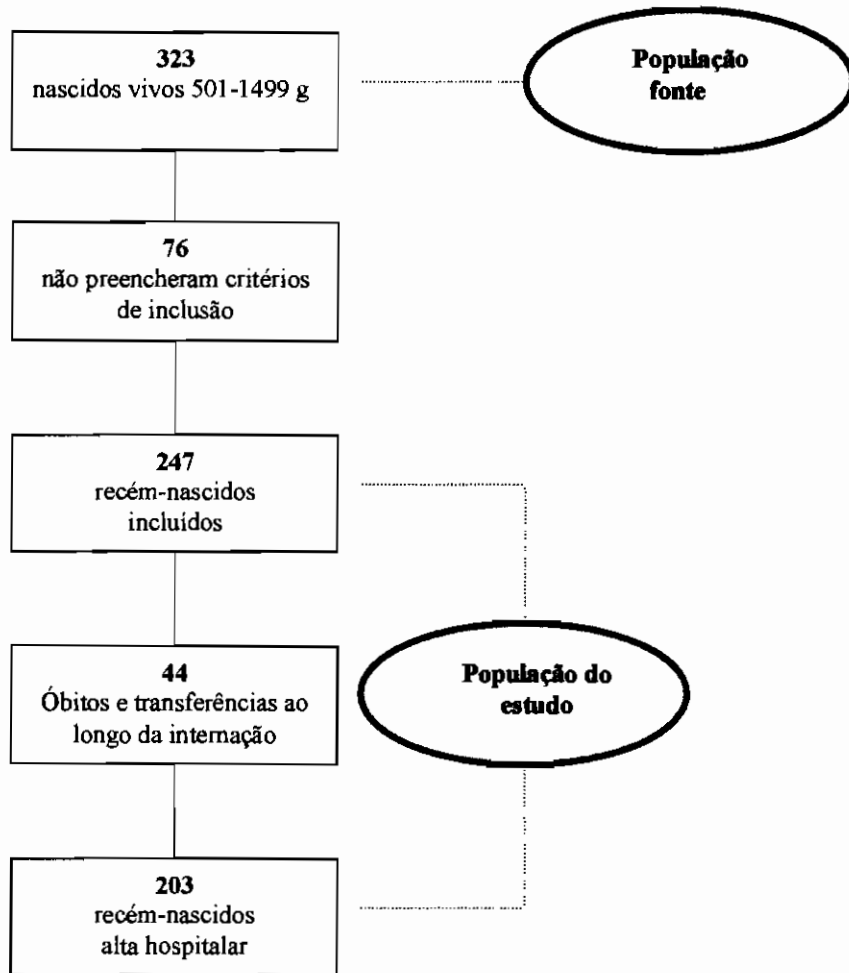 323
nascidos vivos 501-1499 g
População
fonte
76
não preencheram critérios
de inclusão
247
recém-nascidos
incluídos
44
Óbitos e transferências ao
longo da internação
População do
estudo
203
recém-nascidos
alta hospitalar